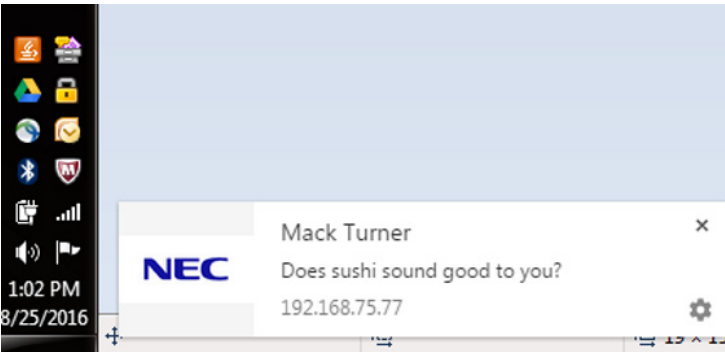 1:02 PM
8/25/2016
NEC
Mack Turner
Does sushi sound good to you?
192.168.75.77